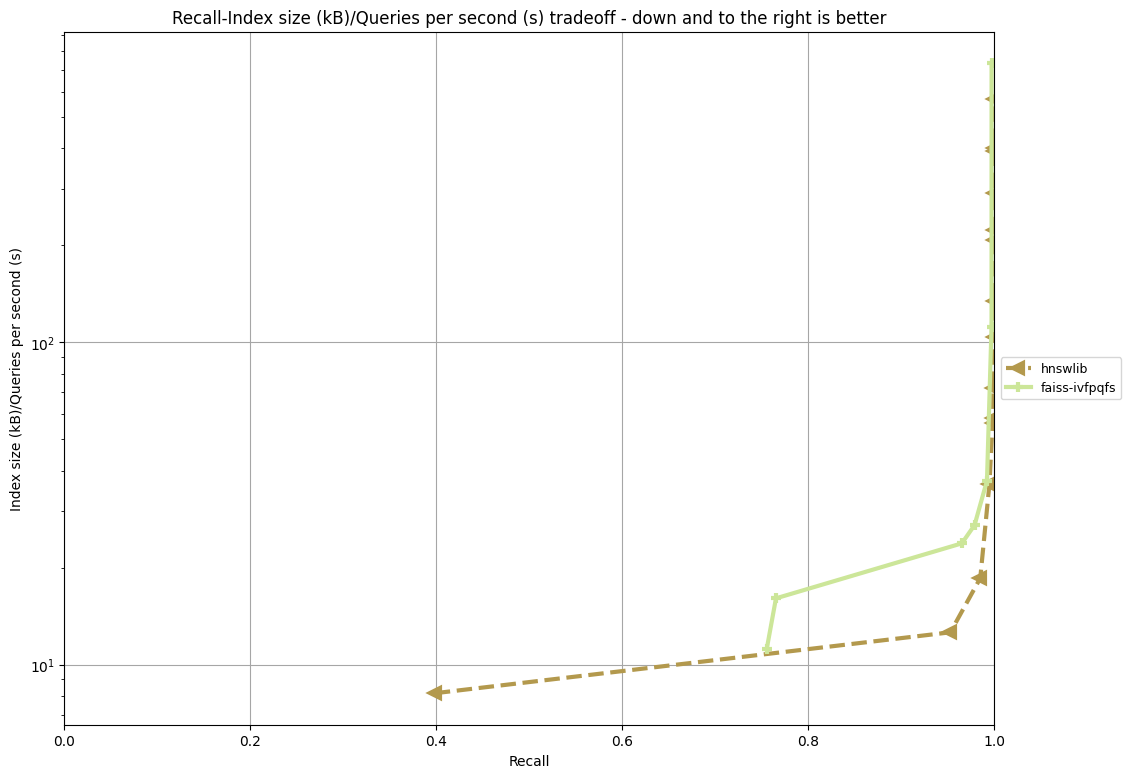 Recall-Index size (kB)/Queries per second (s) tradeoff - down and to the right is better
Index size (kB)/Queries per second (s)
10²
10¹
0.0 0.2 0.4 0.6 0.8 1.0
Recall
hnswlib
faiss-ivfpqfs